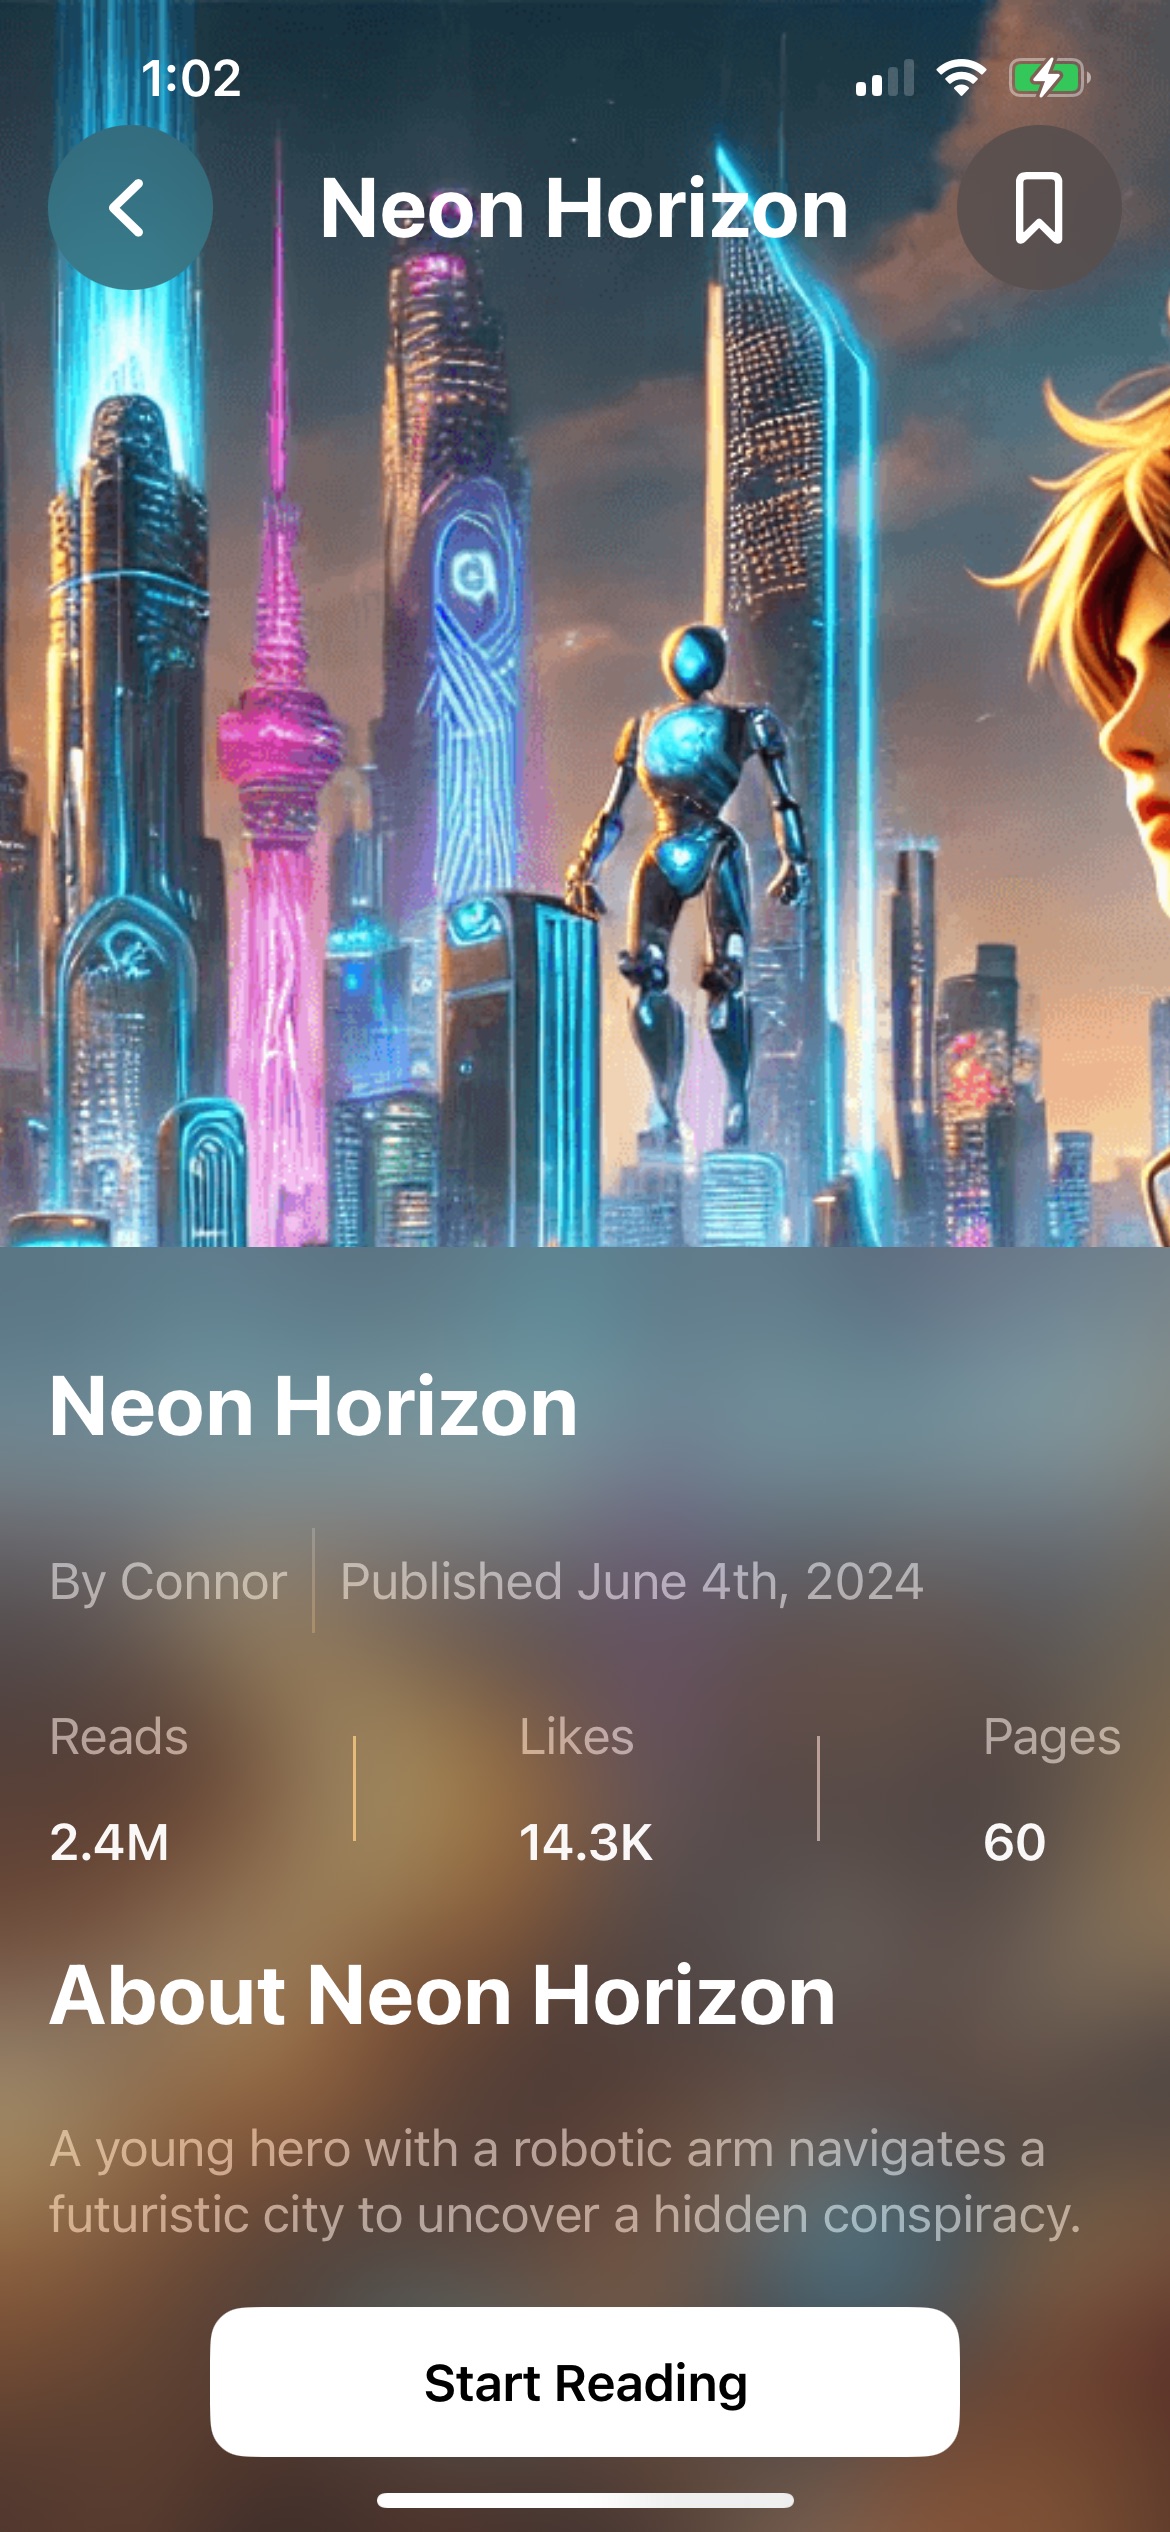 1:02
Neon Horizon
Neon Horizon
By Connor
Published June 4th, 2024
Reads
Likes
Pages
2.4M
14.3K
60
About Neon Horizon
A young hero with a robotic arm navigates a
futuristic city to uncover a hidden conspiracy.
Start Reading